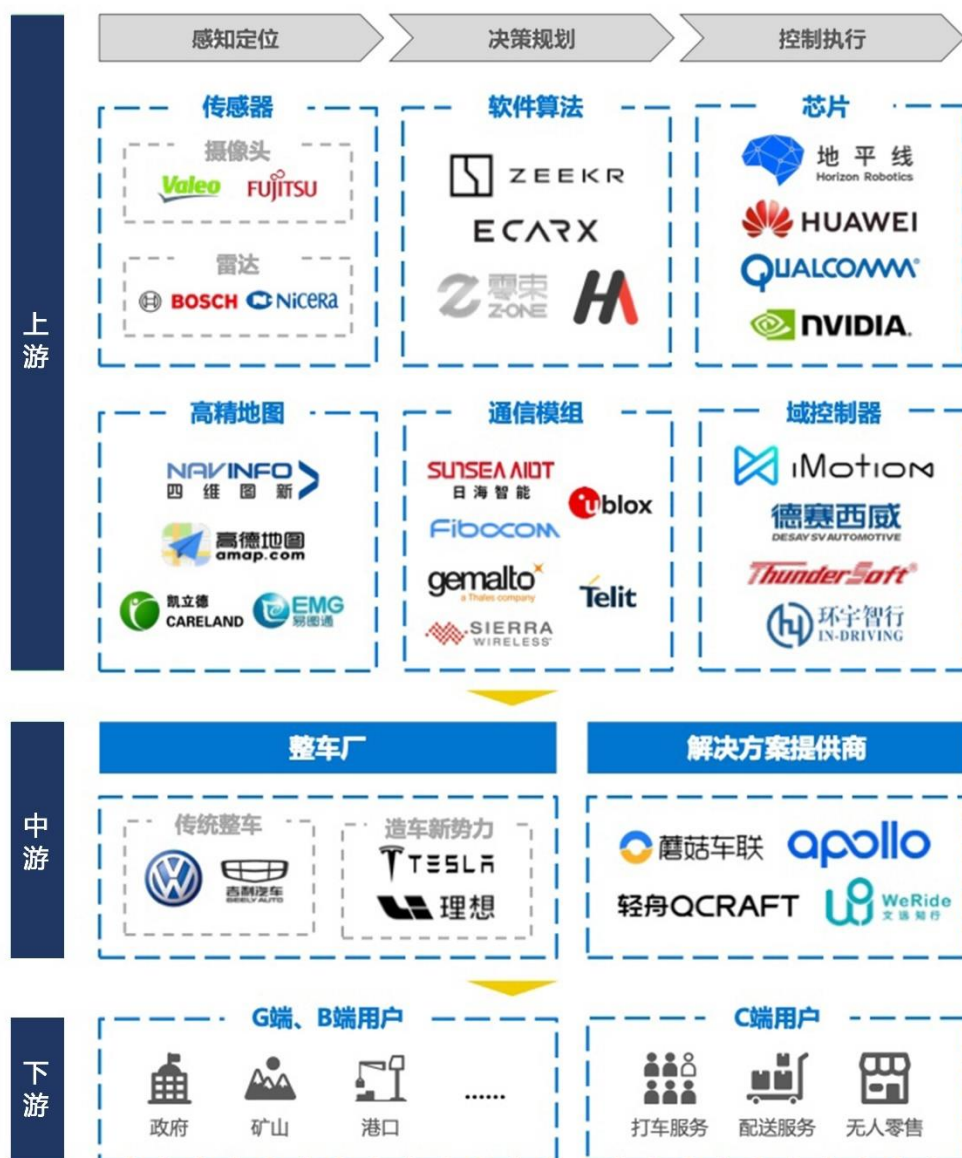 感知定位
决策规划
控制执行
上游
传感器
摄像头
Valeo
FUJITSU
雷达
BOSCH
NICERA
软件算法
ZEEKR
ECARX
零束
Z-ONE
芯片
地平线
Horizon Robotics
HUAWEI
QUALCOMM®
NVIDIA.
高精地图
NAVINFO
四维图新
高德地图
amap.com
凯立德
CARELAND
EMG
易图通
通信模组
SUNSEA AIOT
日海智能
ublox
Fibocom
gemalto
a Thales company
Telit
SIERRA
WIRELESS
域控制器
iMotion
德赛西威
DESAY SV AUTOMOTIVE
ThunderSoft®
环宇智行
IN-DRIVING
中游
整车厂
解决方案提供商
传统整车
吉利汽车
GEELY AUTO
造车新势力
TESLA
理想
蘑菇车联
apollo
轻舟QCRAFT
WeRide
文远知行
下游
G端、B端用户
政府
矿山
港口
......
C端用户
打车服务
配送服务
无人零售